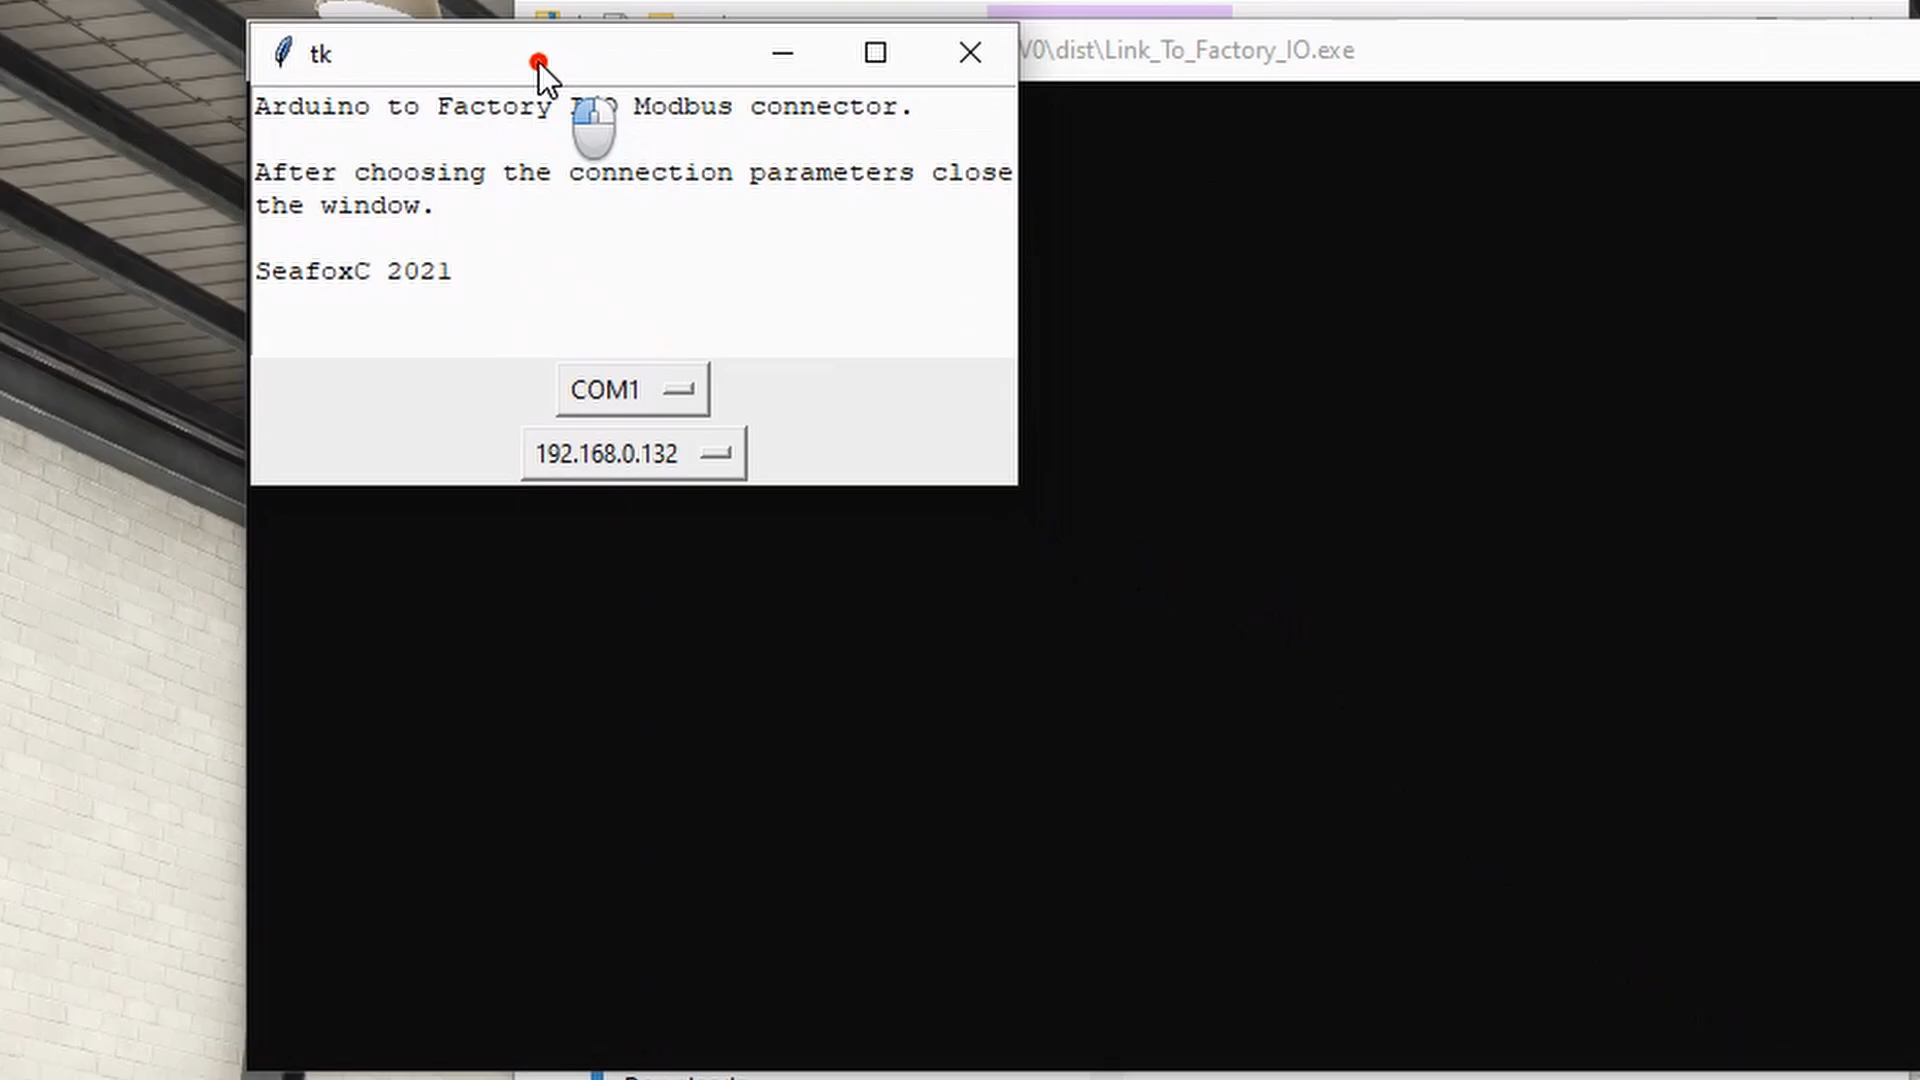 tk
V0\dist\Link_To_Factory_IO.exe
Arduino to Factory I/O Modbus connector.
After choosing the connection parameters close
the window.
SeafoxC 2021
COM1
192.168.0.132